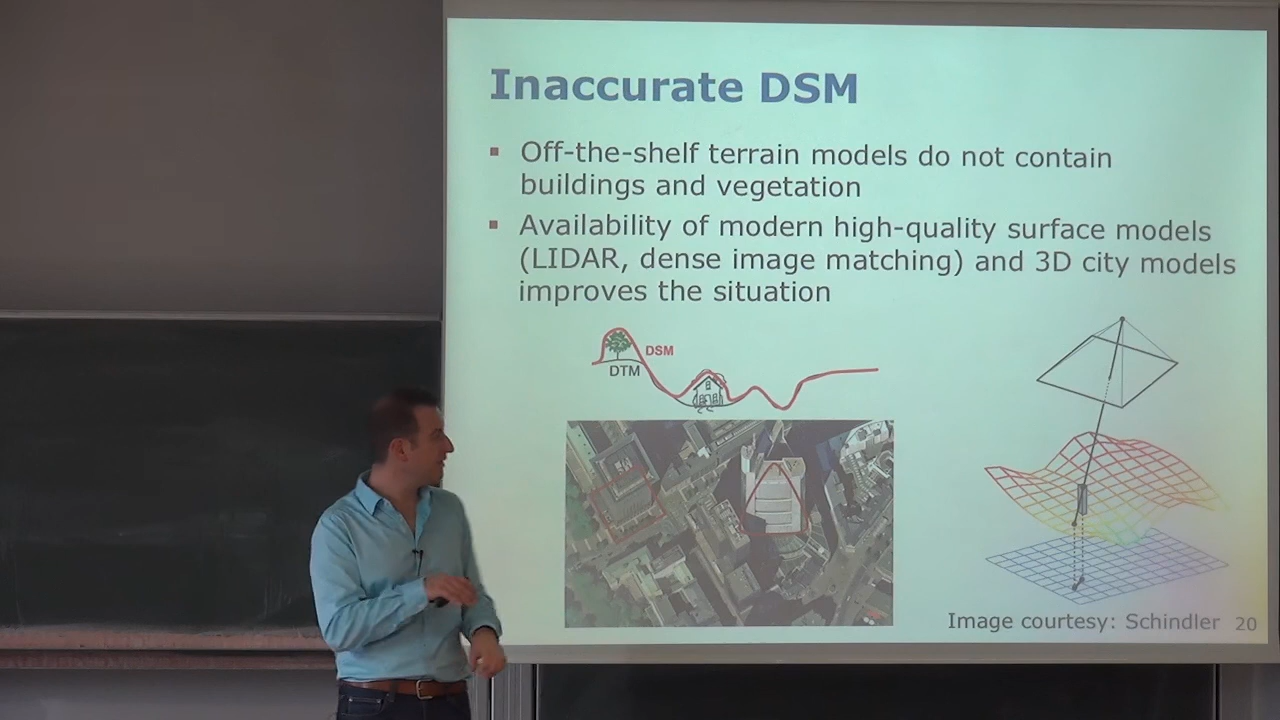 Inaccurate DSM
▪ Off-the-shelf terrain models do not contain
buildings and vegetation
▪ Availability of modern high-quality surface models
(LIDAR, dense image matching) and 3D city models
improves the situation
DSM
DTM
Image courtesy: Schindler 20